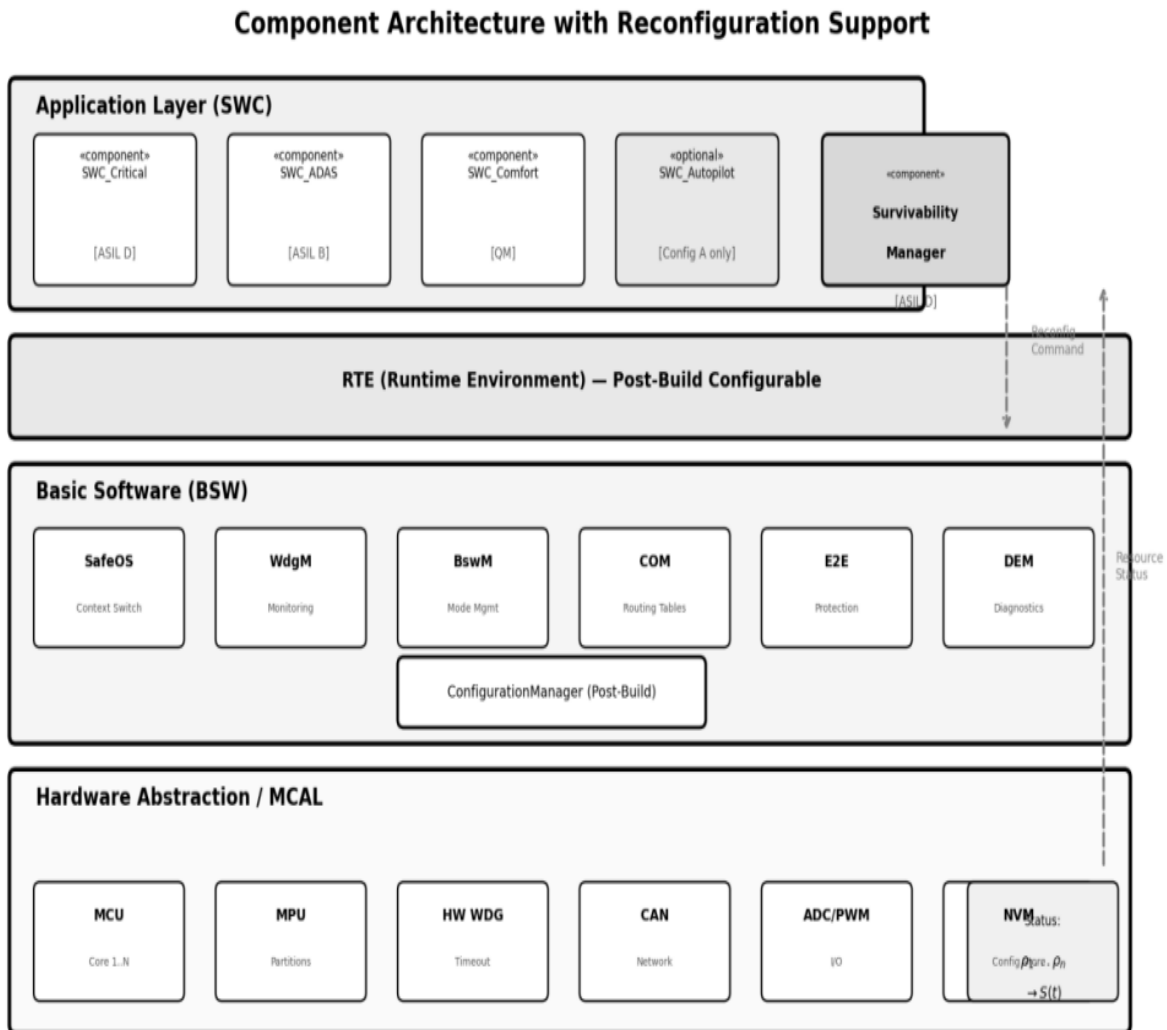 Component Architecture with Reconfiguration Support
Application Layer (SWC)
«component»
SWC_Critical
[ASIL D]
«component»
SWC_ADAS
[ASIL B]
«component»
SWC_Comfort
[QM]
«optional»
SWC_Autopilot
[Config A only]
«component»
Survivability
Manager
[ASIL D]
Reconfig
Command
RTE (Runtime Environment) — Post-Build Configurable
Basic Software (BSW)
SafeOS
Context Switch
WdgM
Monitoring
BswM
Mode Mgmt
COM
Routing Tables
E2E
Protection
DEM
Diagnostics
Resource
Status
ConfigurationManager (Post-Build)
Hardware Abstraction / MCAL
MCU
Core 1..N
MPU
Partitions
HW WDG
Timeout
CAN
Network
ADC/PWM
I/O
NVM
Config
Status:
ρₙ
→ S(t)